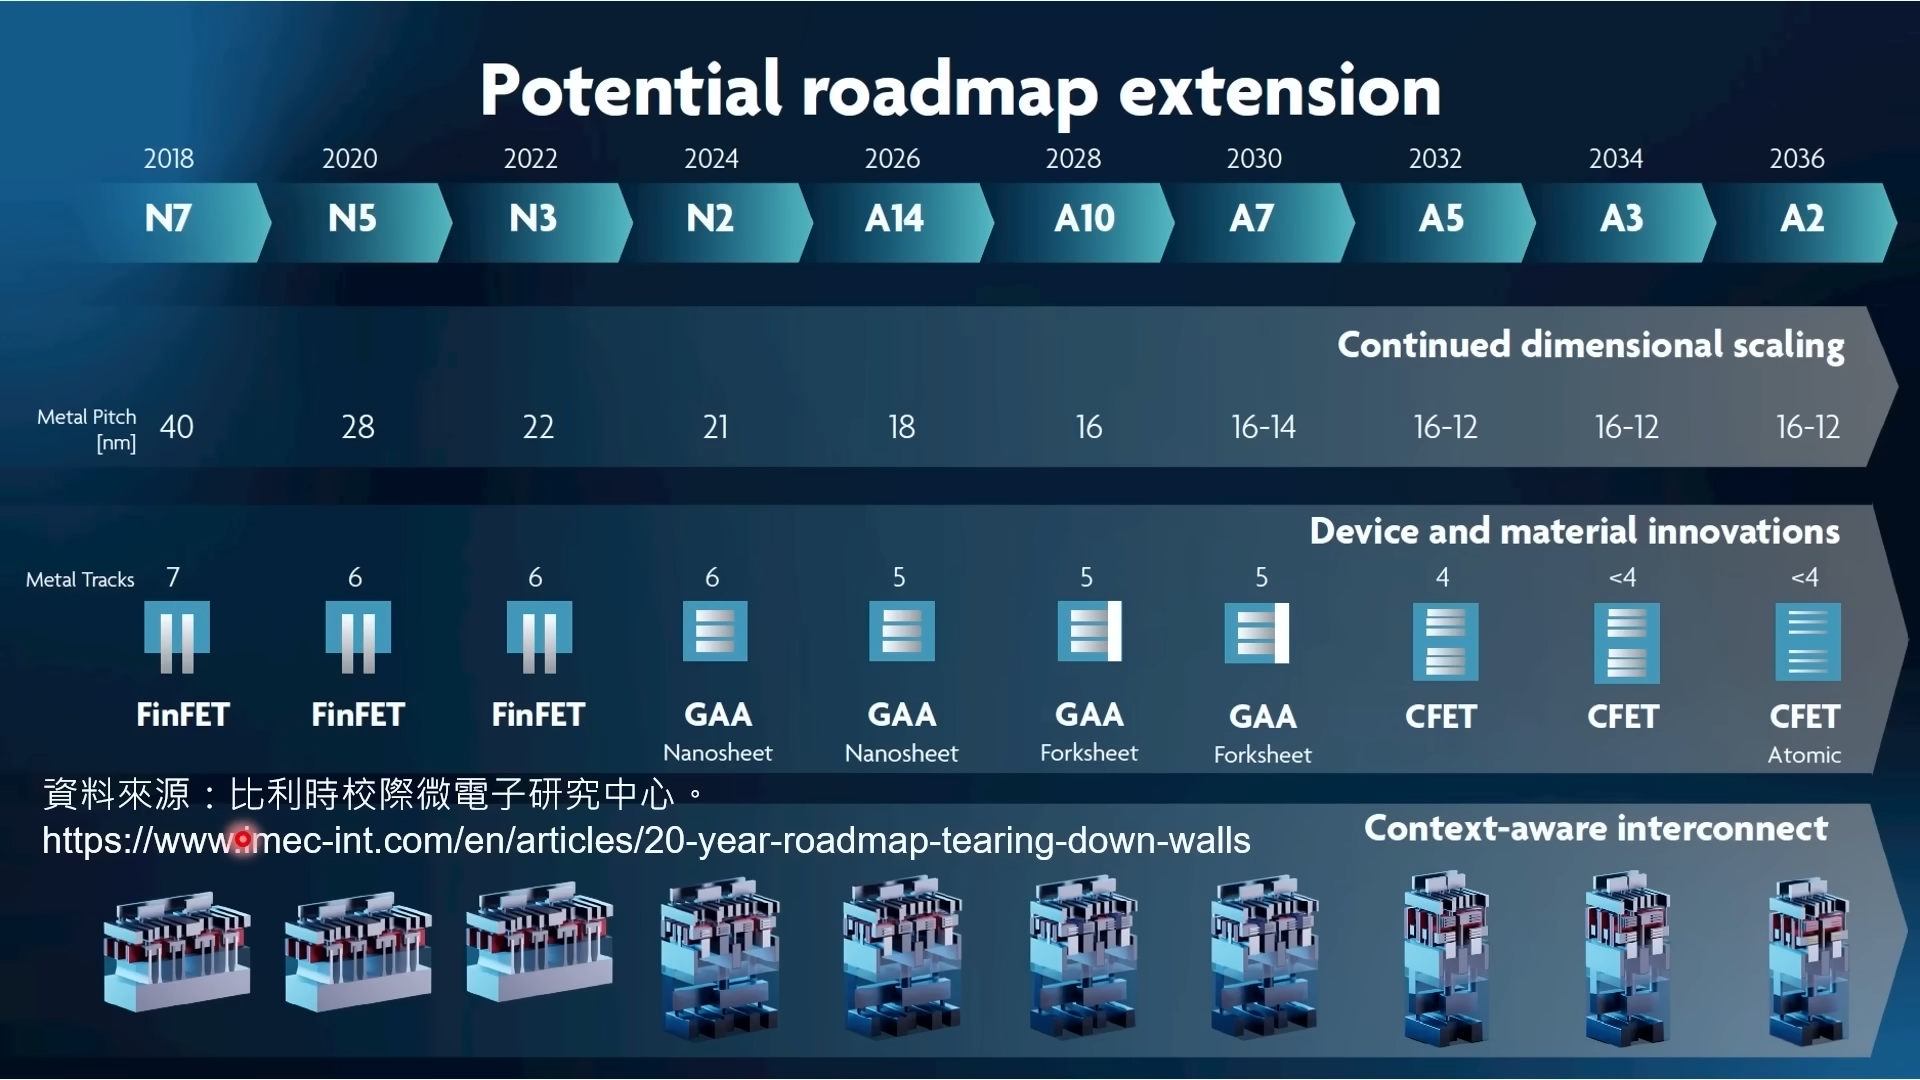 Potential roadmap extension
2018 2020 2022 2024 2026 2028 2030 2032 2034 2036
N7 N5 N3 N2 A14 A10 A7 A5 A3 A2
Continued dimensional scaling
Metal Pitch
[nm]
40 28 22 21 18 16 16-14 16-12 16-12 16-12
Device and material innovations
Metal Tracks 7 6 6 6 5 5 5 4 <4 <4
FinFET FinFET FinFET GAA GAA GAA GAA CFET CFET CFET
Nanosheet Nanosheet Forksheet Forksheet Atomic
資料來源：比利時校際微電子研究中心。
https://www.imec-int.com/en/articles/20-year-roadmap-tearing-down-walls
Context-aware interconnect